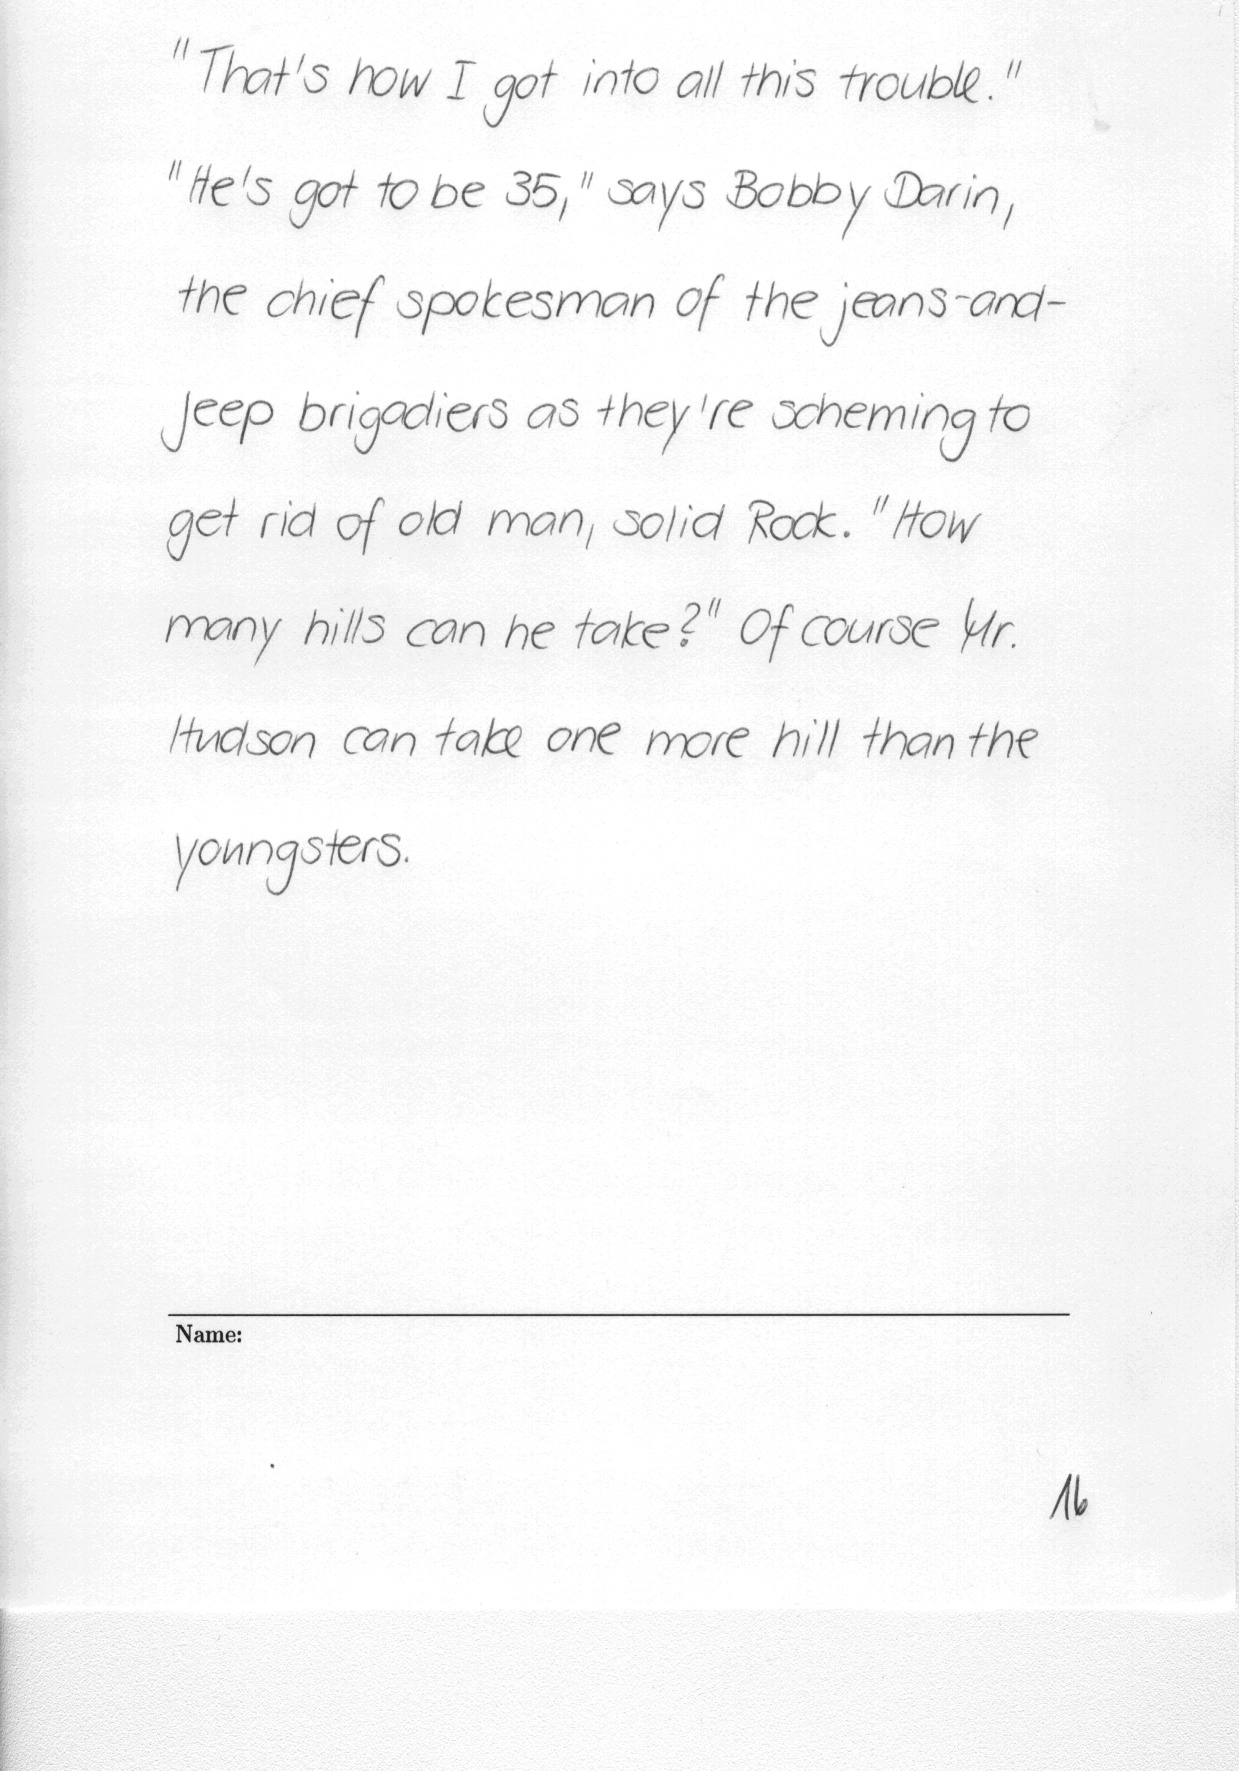 "That's how I got into all this trouble."
"He's got to be 35," says Bobby Darin,
the chief spokesman of the jeans-and-
jeep brigadiers as they're scheming to
get rid of old man, solid Rock. "How
many hills can he take?" Of course Mr.
Hudson can take one more hill than the
youngsters.
Name:
16